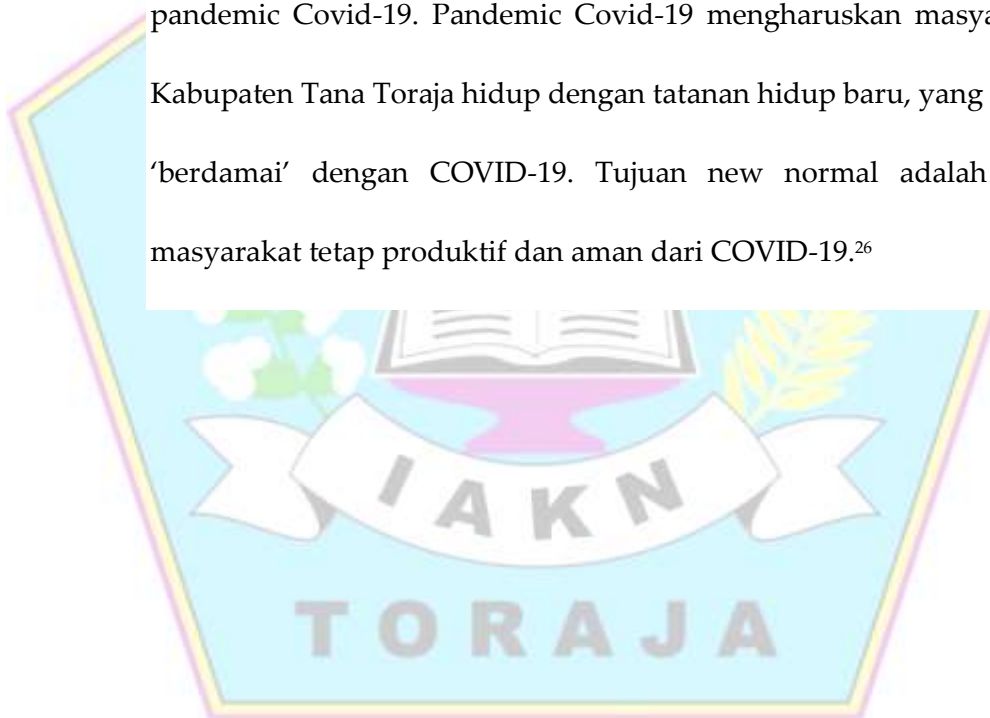 pandemic Covid-19. Pandemic Covid-19 mengharuskan
Kabupaten Tana Toraja hidup dengan tatanan hidup baru, yang
‘berdamai’ dengan COVID-19. Tujuan new normal adalah
masyarakat tetap produktif dan aman dari COVID-19.²⁶
IAKN
TORAJA